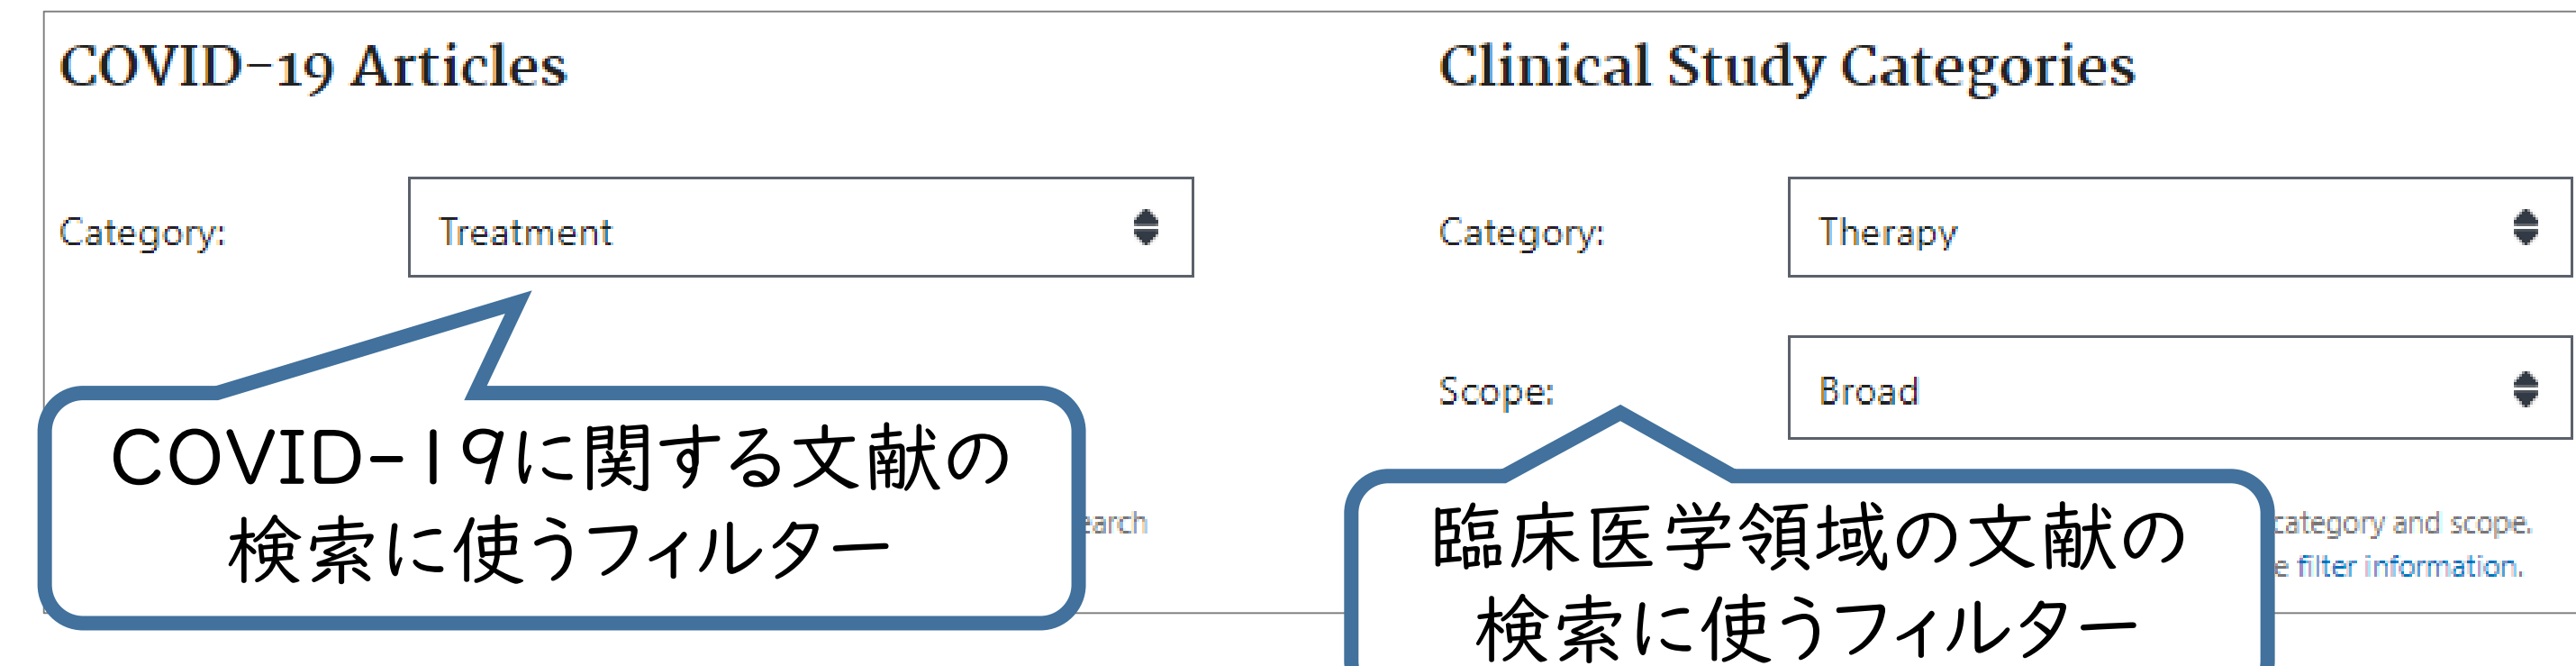 COVID-19 Articles
Category:
Treatment
COVID-19に関する文献の
検索に使うフィルター
Clinical Study Categories
Category:
Therapy
Scope:
Broad
臨床医学領域の文献の
検索に使うフィルター
category and scope.
filter information.